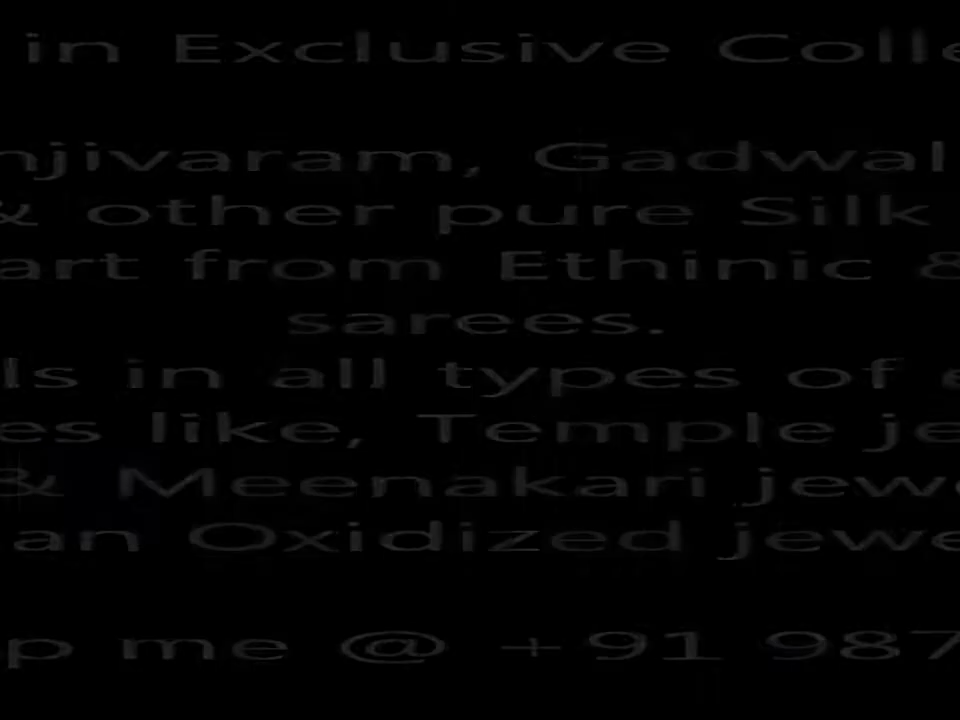 in Exclusive Colle
njivaram, Gadwal
& other pure Silk
art from Ethinic &
sarees.
ls in all types of e
es like, Temple je
& Meenakari jewe
an Oxidized jewe
p me @ +91 987